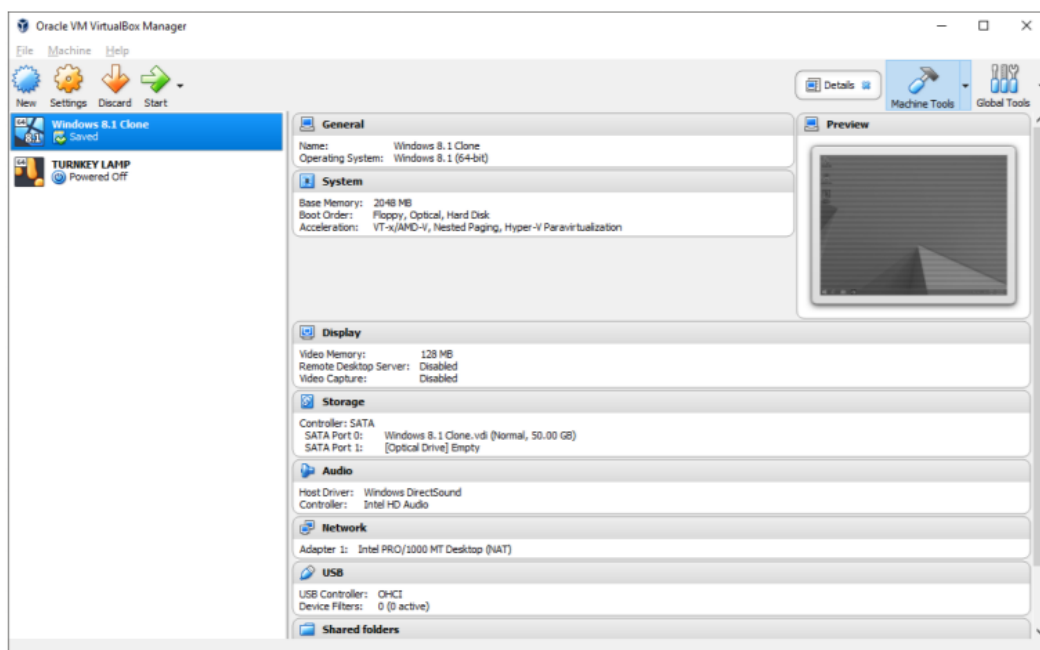 Oracle VM VirtualBox Manager
File Machine Help
New Settings Discard Start
Details
Machine Tools
Global Tools
64
8.1
Windows 8.1 Clone
Saved
64
TURNKEY LAMP
Powered Off
General
Name: Windows 8.1 Clone
Operating System: Windows 8.1 (64-bit)
System
Base Memory: 2048 MB
Boot Order: Floppy, Optical, Hard Disk
Acceleration: VT-x/AMD-V, Nested Paging, Hyper-V Paravirtualization
Preview
Display
Video Memory: 128 MB
Remote Desktop Server: Disabled
Video Capture: Disabled
Storage
Controller: SATA
SATA Port 0: Windows 8.1 Clone.vdi (Normal, 50.00 GB)
SATA Port 1: [Optical Drive] Empty
Audio
Host Driver: Windows DirectSound
Controller: Intel HD Audio
Network
Adapter 1: Intel PRO/1000 MT Desktop (NAT)
USB
USB Controller: OHCI
Device Filters: 0 (0 active)
Shared folders